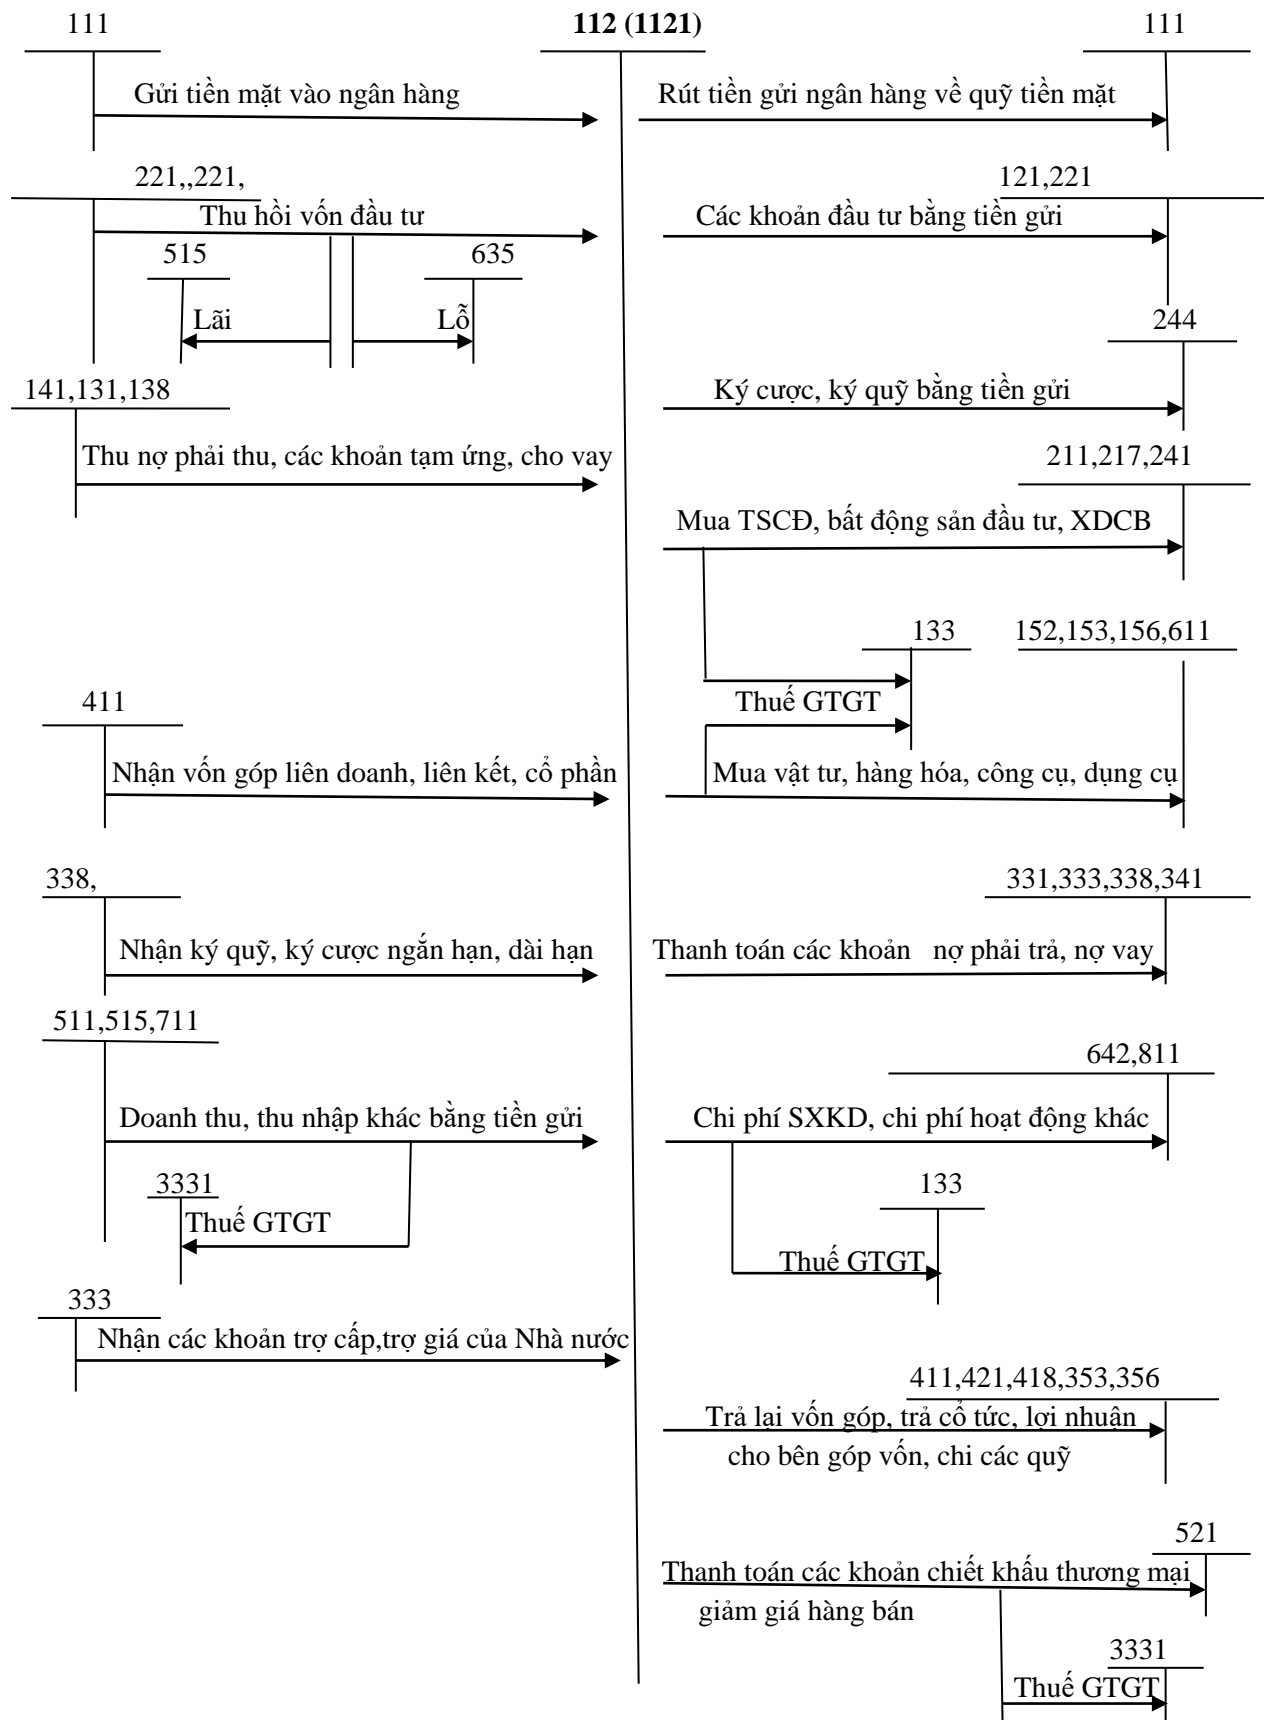 111
112 (1121)
111
Gửi tiền mặt vào ngân hàng
Rút tiền gửi ngân hàng về quỹ tiền mặt
221,,221,
121,221
Thu hồi vốn đầu tư
Các khoản đầu tư bằng tiền gửi
515
635
Lãi
Lỗ
244
141,131,138
Ký cược, ký quỹ bằng tiền gửi
Thu nợ phải thu, các khoản tạm ứng, cho vay
211,217,241
Mua TSCĐ, bất động sản đầu tư, XDCB
133
152,153,156,611
Thuế GTGT
411
Nhận vốn góp liên doanh, liên kết, cổ phần
Mua vật tư, hàng hóa, công cụ, dụng cụ
338,
331,333,338,341
Nhận ký quỹ, ký cược ngắn hạn, dài hạn
Thanh toán các khoản nợ phải trả, nợ vay
511,515,711
642,811
Doanh thu, thu nhập khác bằng tiền gửi
Chi phí SXKD, chi phí hoạt động khác
3331
133
Thuế GTGT
Thuế GTGT
333
Nhận các khoản trợ cấp,trợ giá của Nhà nước
411,421,418,353,356
Trả lại vốn góp, trả cổ tức, lợi nhuận
cho bên góp vốn, chi các quỹ
521
Thanh toán các khoản chiết khấu thương mại
giảm giá hàng bán
3331
Thuế GTGT